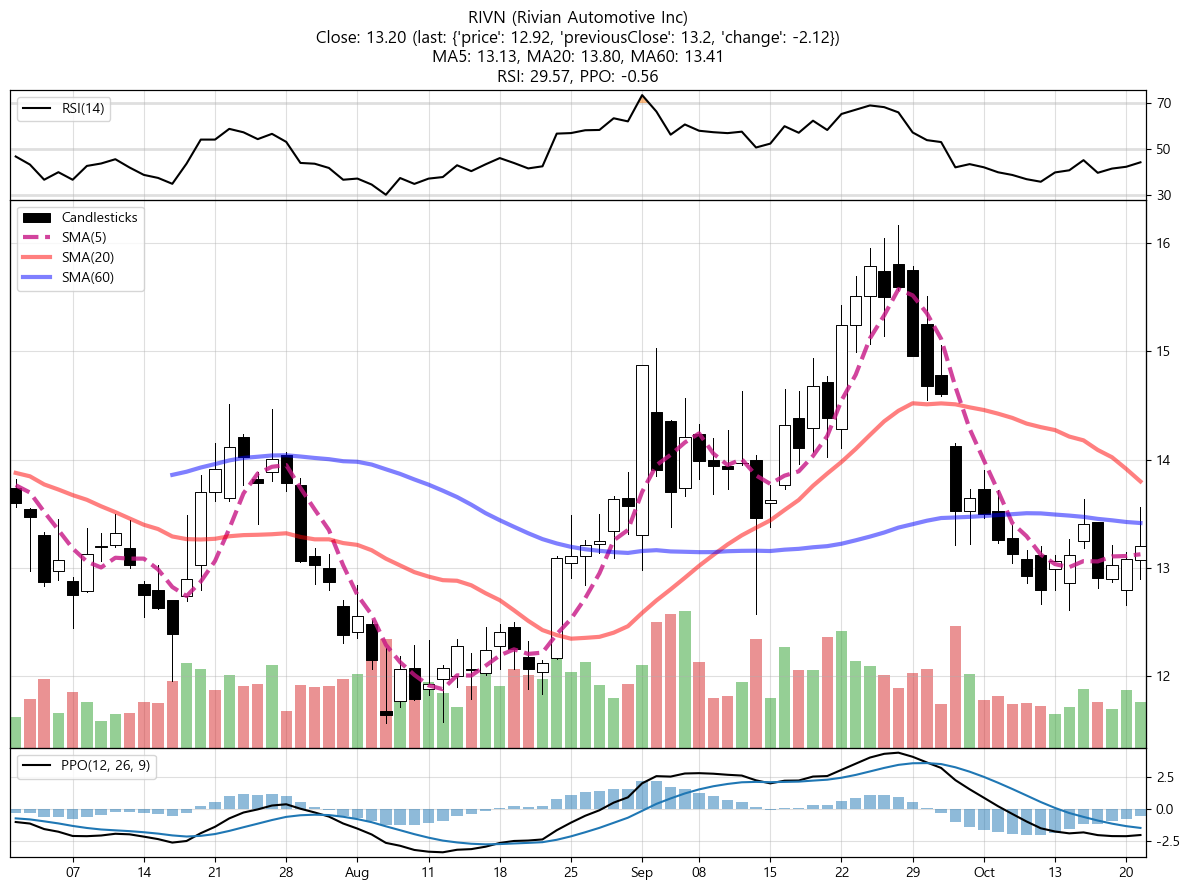 RIVN (Rivian Automotive Inc)
Close: 13.20 (last: {'price': 12.92, 'previousClose': 13.2, 'change': -2.12})
MA5: 13.13, MA20: 13.80, MA60: 13.41
RSI: 29.57, PPO: -0.56
RSI(14)
70
50
30
Candlesticks
SMA(5)
SMA(20)
SMA(60)
16
15
14
13
12
PPO(12, 26, 9)
2.5
0.0
−2.5
07 14 21 28 Aug 11 18 25 Sep 08 15 22 29 Oct 13 20